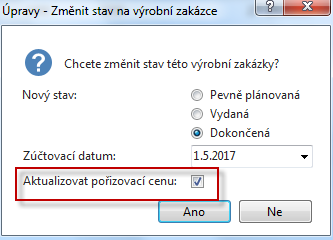 Úpravy - Změnit stav na výrobní zakázce
Chcete změnit stav této výrobní zakázky?
Nový stav:
Pevně plánovaná
Vydaná
Dokončená
Zúčtovací datum:
1.5.2017
Aktualizovat pořizovací cenu:
Ano
Ne